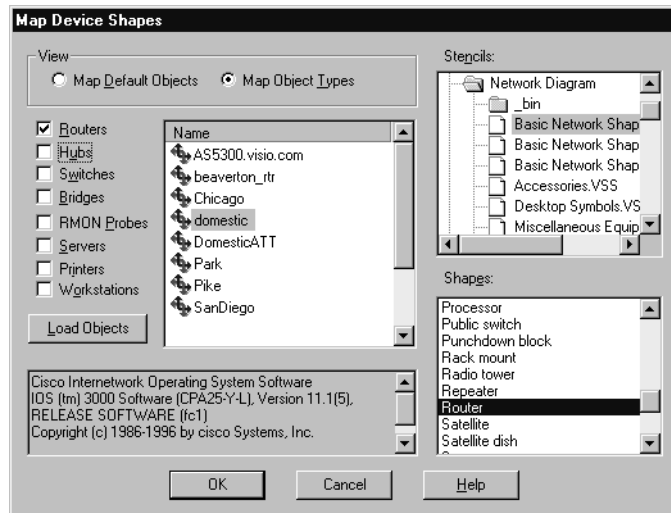 Map Device Shapes
View
Map Default Objects
Map Object Types
Routers
Hubs
Switches
Bridges
RMON Probes
Servers
Printers
Workstations
Load Objects
Name
AS5300.visio.com
beaverton_rtr
Chicago
domestic
DomesticATT
Park
Pike
SanDiego
Cisco Internetwork Operating System Software
IOS (tm) 3000 Software (CPA25-Y-L), Version 11.1(5),
RELEASE SOFTWARE (fc1)
Copyright (c) 1986-1996 by cisco Systems, Inc.
Stencils:
Network Diagram
_bin
Basic Network Shap
Basic Network Shap
Basic Network Shap
Accessories.VSS
Desktop Symbols.VS
Miscellaneous Equip
Shapes:
Processor
Public switch
Punchdown block
Rack mount
Radio tower
Repeater
Router
Satellite
Satellite dish
OK
Cancel
Help